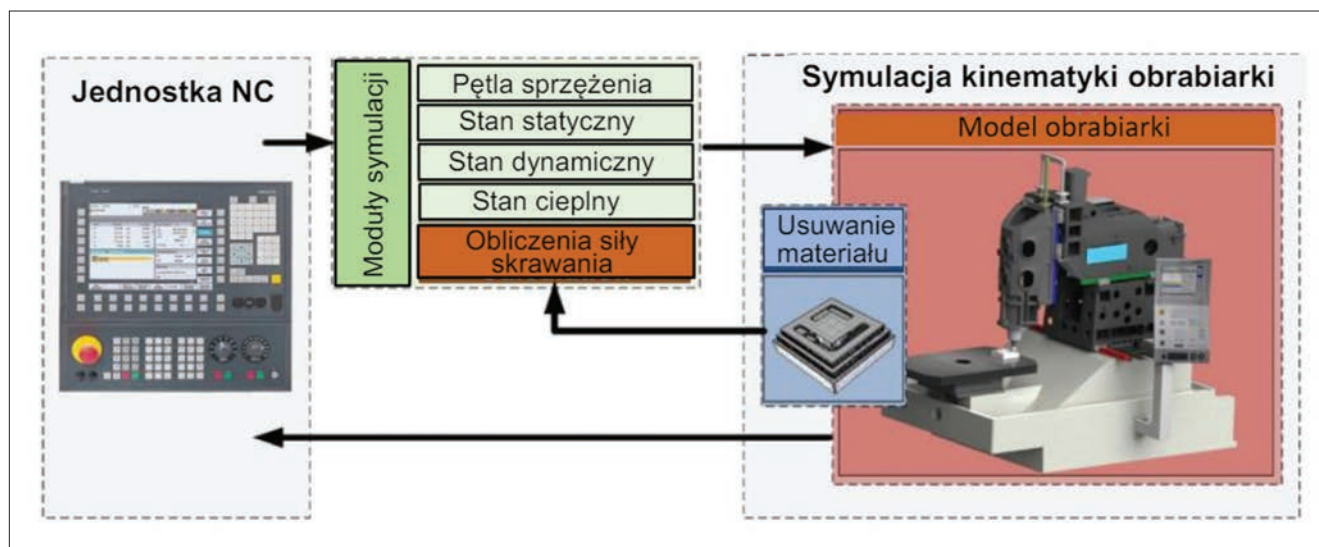 Jednostka NC
Moduły symulacji
Pętla sprzężenia
Stan statyczny
Stan dynamiczny
Stan cieplny
Obliczenia siły
skrawania
Symulacja kinematyki obrabiarki
Model obrabiarki
Usuwanie
materiału